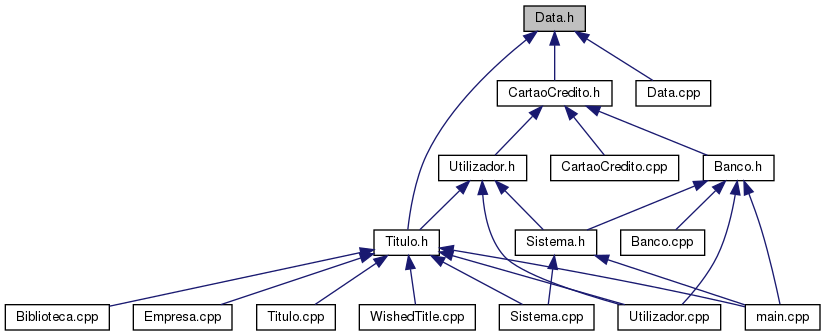 Data.h
CartaoCredito.h
Data.cpp
Utilizador.h
CartaoCredito.cpp
Banco.h
Titulo.h
Sistema.h
Banco.cpp
Biblioteca.cpp
Empresa.cpp
Titulo.cpp
WishedTitle.cpp
Sistema.cpp
Utilizador.cpp
main.cpp